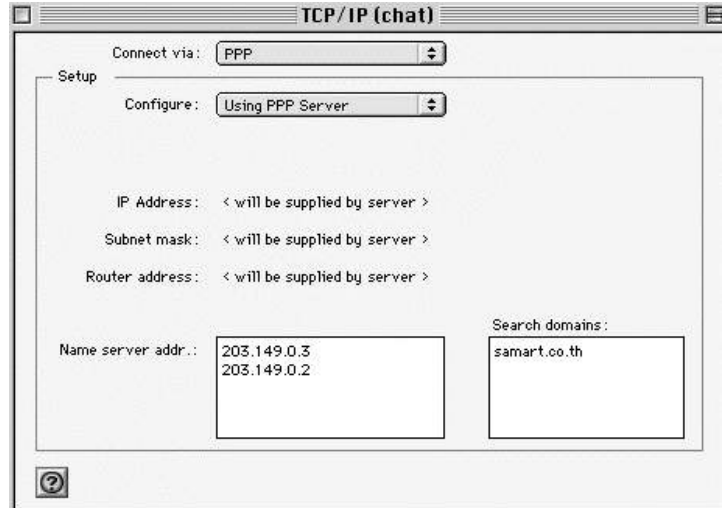 TCP/IP (chat)
Connect via: PPP
Setup
Configure: Using PPP Server
IP Address: < will be supplied by server >
Subnet mask: < will be supplied by server >
Router address: < will be supplied by server >
Search domains:
Name server addr.: 203.149.0.3 samart.co.th
203.149.0.2
?